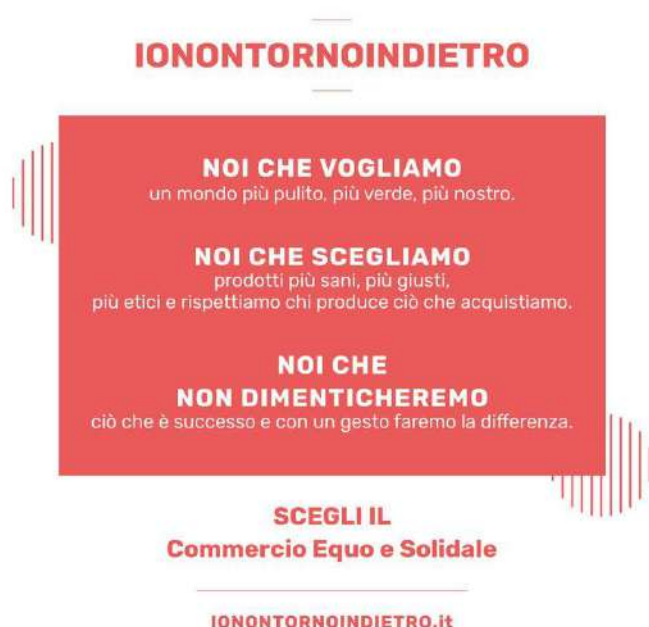 IONONTORNOINDIETRO
NOI CHE VOGLIAMO
un mondo più pulito, più verde, più nostro.
NOI CHE SCEGLIAMO
prodotti più sani, più giusti,
più etici e rispettiamo chi produce ciò che acquistiamo.
NOI CHE
NON DIMENTICHEREMO
ciò che è successo e con un gesto faremo la differenza.
SCEGLI IL
Commercio Equo e Solidale
IONONTORNOINDIETRO.it